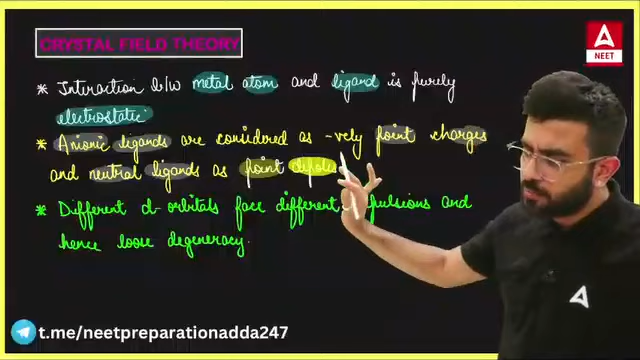 CRYSTAL FIELD THEORY
A
NEET
* Interaction b/w metal atom and ligand is purely
electrostatic
* Anionic ligands are considered as -vely point charges
and neutral ligands as point dipoles
* Different d-orbitals face different pulsions and
hence loose degeneracy.
A
t.me/neetpreparationadda247